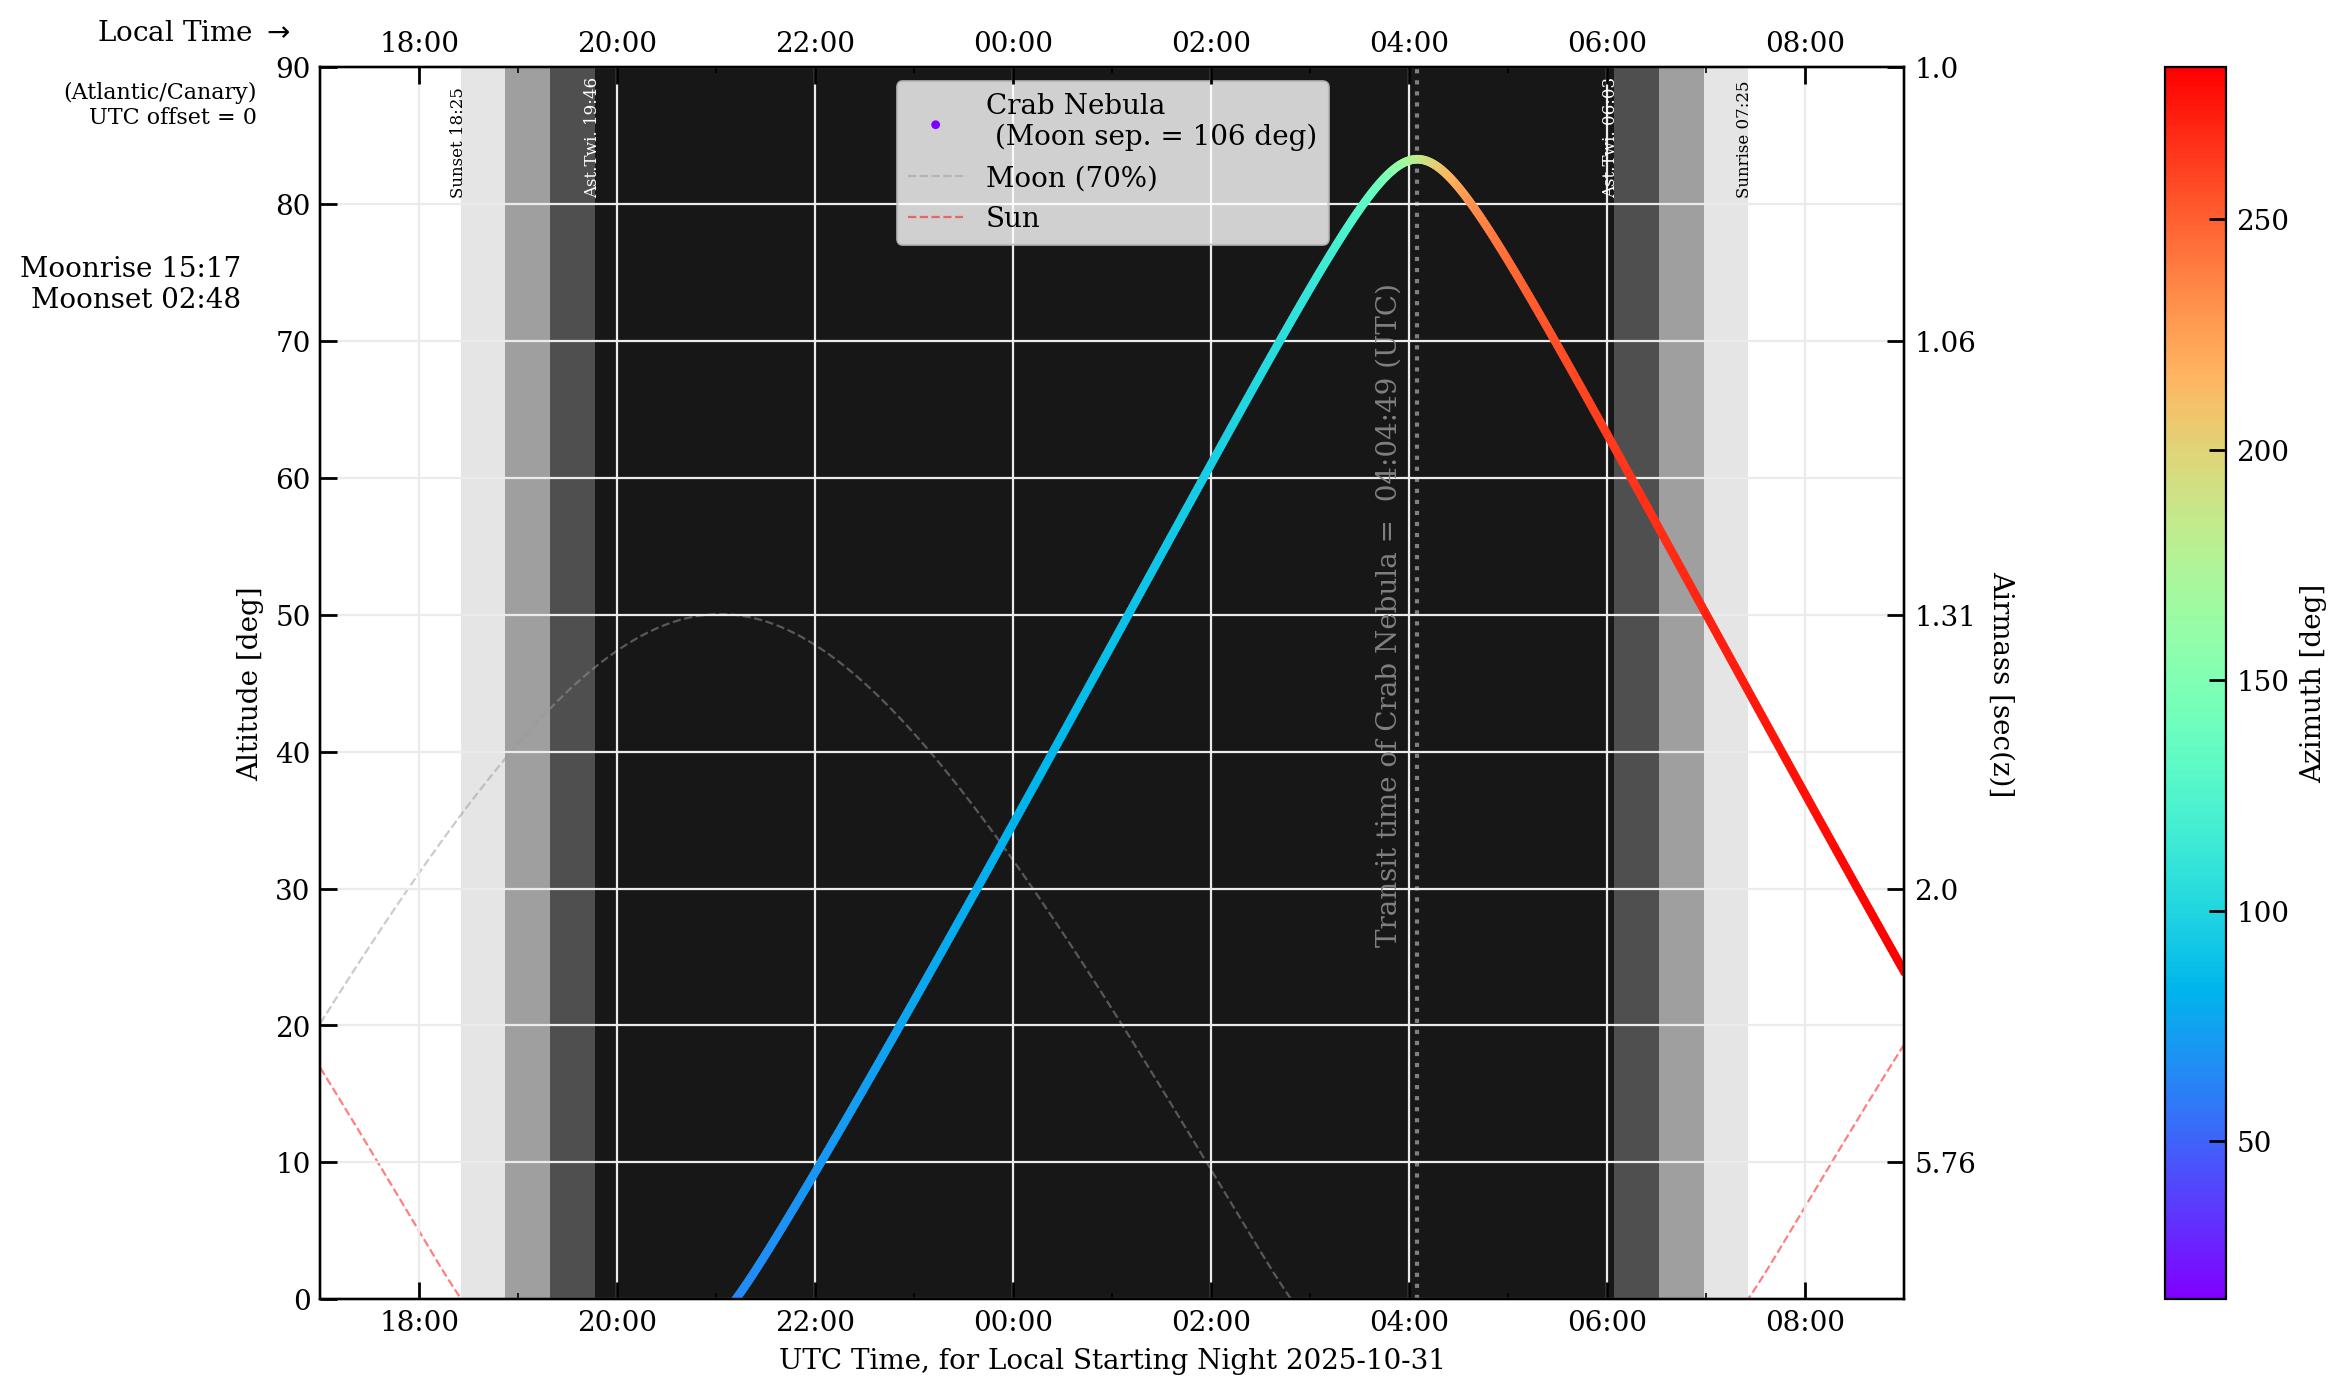 Local Time →
18:00 20:00 22:00 00:00 02:00 04:00 06:00 08:00
(Atlantic/Canary)
UTC offset = 0
Moonrise 15:17
Moonset 02:48
90
80
70
60
50
40
30
20
10
0
Altitude [deg]
Sunset 18:25
Ast.Twi. 19:46
Crab Nebula
(Moon sep. = 106 deg)
Moon (70%)
Sun
Transit time of Crab Nebula = 04:04:49 (UTC)
Ast.Twi. 06:03
Sunrise 07:25
1.0
1.06
1.31
2.0
5.76
Airmass [sec(z)]
250
200
150
100
50
Azimuth [deg]
18:00 20:00 22:00 00:00 02:00 04:00 06:00 08:00
UTC Time, for Local Starting Night 2025-10-31